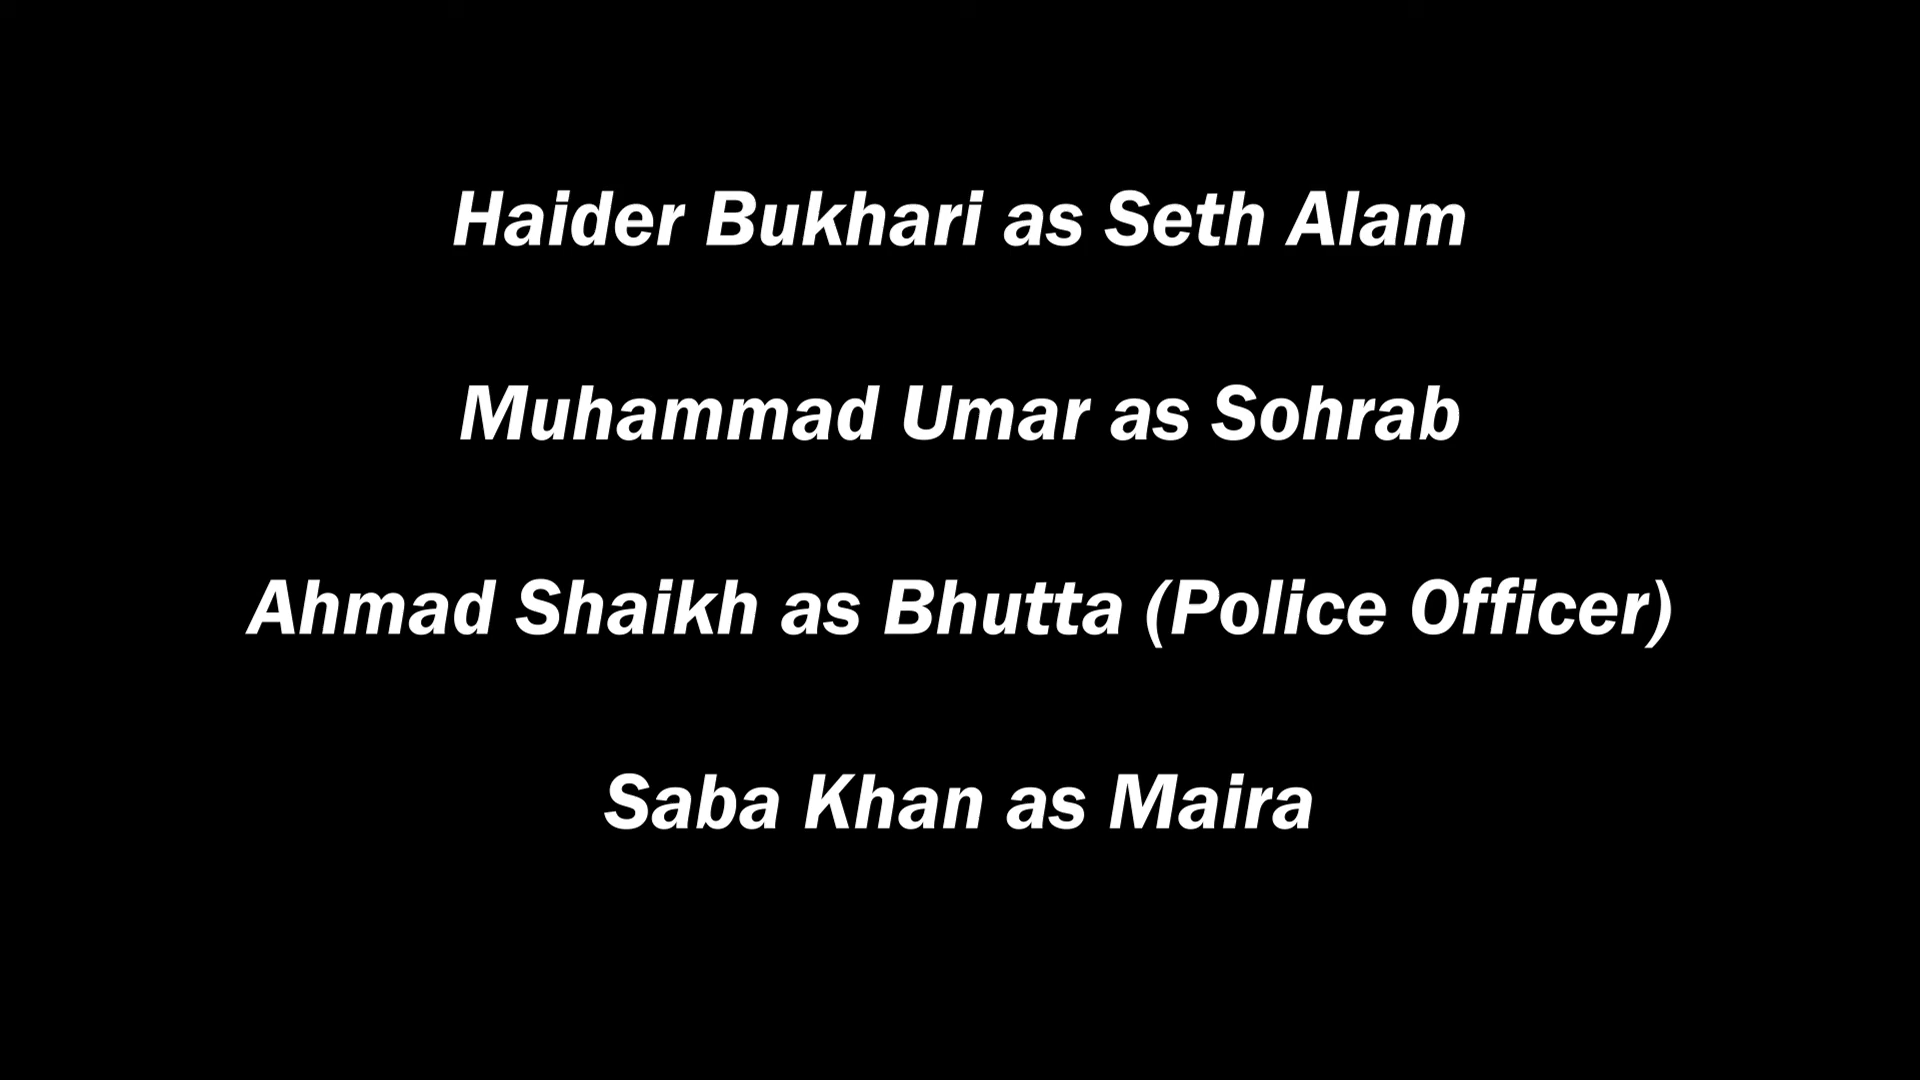 Haider Bukhari as Seth Alam
Muhammad Umar as Sohrab
Ahmad Shaikh as Bhutta (Police Officer)
Saba Khan as Maira